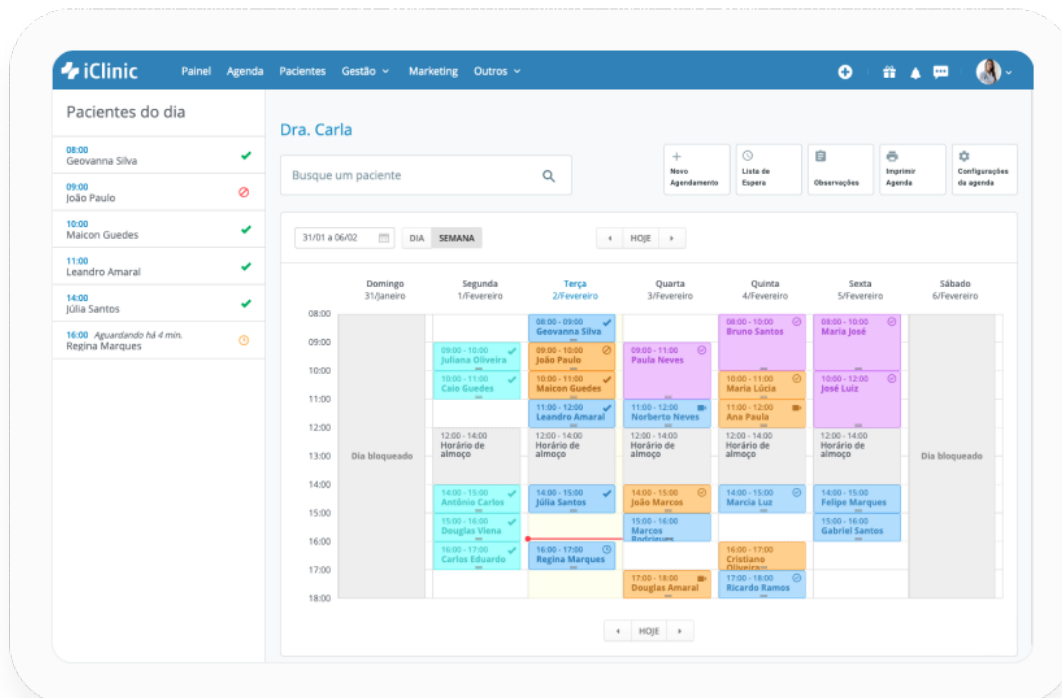 iClinic
Painel Agenda Pacientes Gestão Marketing Outros
Pacientes do dia
08:00
Geovanna Silva
09:00
João Paulo
10:00
Maicon Guedes
11:00
Leandro Amaral
14:00
Júlia Santos
16:00 Aguardando há 4 min.
Regina Marques
Dra. Carla
Busque um paciente
Novo
Agendamento
Lista de
Espera
Observações
Imprimir
Agenda
Configurações
da agenda
31/01 a 06/02
DIA SEMANA
HOJE
Domingo
31/Janeiro
Segunda
1/Fevereiro
Terça
2/Fevereiro
Quarta
3/Fevereiro
Quinta
4/Fevereiro
Sexta
5/Fevereiro
Sábado
6/Fevereiro
08:00
09:00
10:00
11:00
12:00
13:00
14:00
15:00
16:00
17:00
18:00
Dia bloqueado
09:00 - 10:00
Juliana Oliveira
10:00 - 11:00
Caio Guedes
12:00 - 14:00
Horário de
almoço
14:00 - 15:00
Antônio Carlos
15:00 - 16:00
Douglas Viena
16:00 - 17:00
Carlos Eduardo
08:00 - 09:00
Geovanna Silva
09:00 - 10:00
João Paulo
10:00 - 11:00
Maicon Guedes
11:00 - 12:00
Leandro Amaral
12:00 - 14:00
Horário de
almoço
14:00 - 15:00
Júlia Santos
16:00 - 17:00
Regina Marques
09:00 - 11:00
Paula Neves
11:00 - 12:00
Norberto Neves
12:00 - 14:00
Horário de
almoço
14:00 - 15:00
João Marcos
15:00 - 16:00
Marcos
Rodrigues
17:00 - 18:00
Douglas Amaral
08:00 - 10:00
Bruno Santos
10:00 - 11:00
Maria Lúcia
11:00 - 12:00
Ana Paula
12:00 - 14:00
Horário de
almoço
14:00 - 15:00
Marcia Luz
16:00 - 17:00
Cristiano
Oliveira
17:00 - 18:00
Ricardo Ramos
08:00 - 10:00
Maria José
10:00 - 12:00
José Luiz
12:00 - 14:00
Horário de
almoço
14:00 - 15:00
Felipe Marques
15:00 - 16:00
Gabriel Santos
Dia bloqueado
HOJE